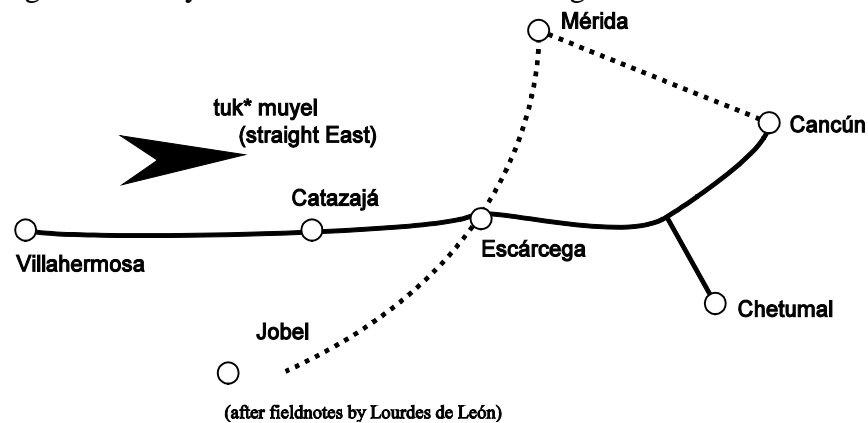 Mérida
tuk* muyel
(straight East)
Cancún
Catazajá
Escárcega
Villahermosa
Chetumal
Jobel
(after fieldnotes by Lourdes de León)